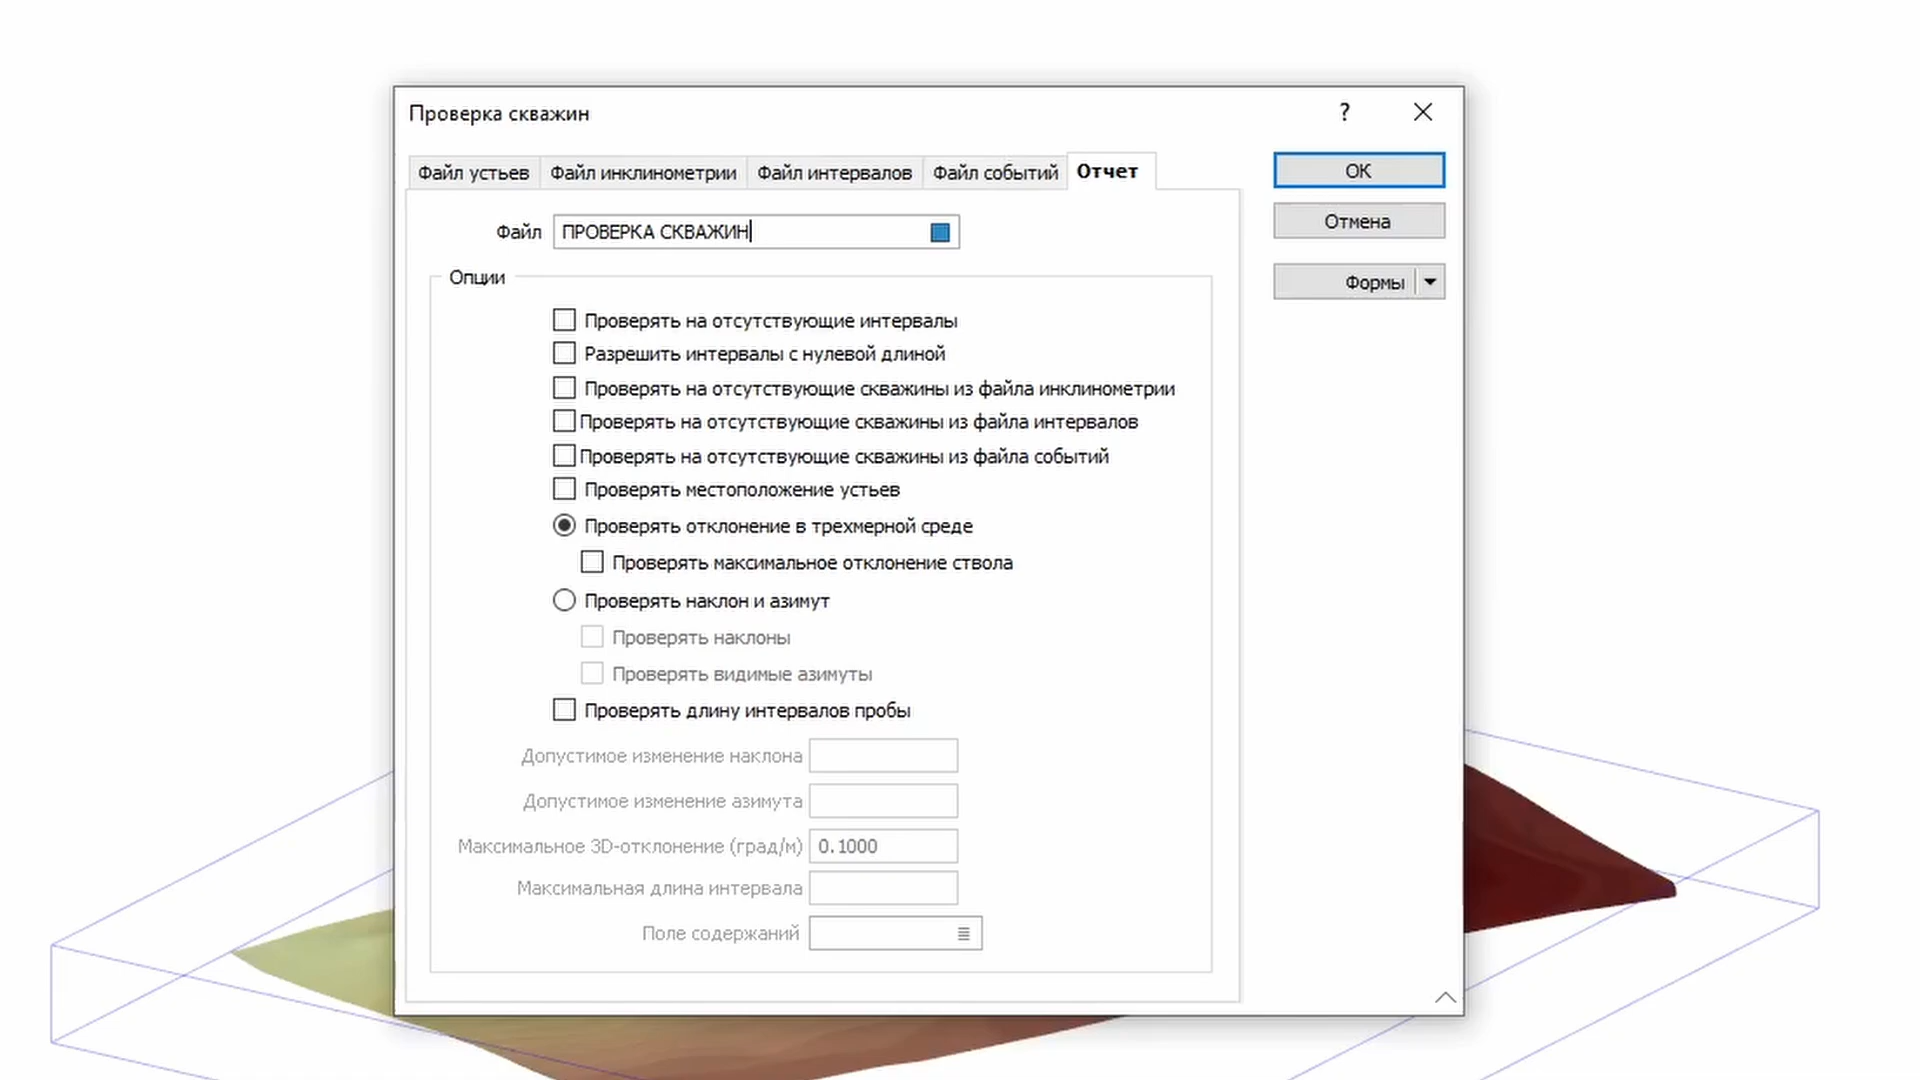 Проверка скважин
?
Файл устьев
Файл инклинометрии
Файл интервалов
Файл событий
Отчет
OK
Отмена
Формы
Файл
ПРОВЕРКА СКВАЖИН
Опции
Проверять на отсутствующие интервалы
Разрешить интервалы с нулевой длиной
Проверять на отсутствующие скважины из файла инклинометрии
Проверять на отсутствующие скважины из файла интервалов
Проверять на отсутствующие скважины из файла событий
Проверять местоположение устьев
Проверять отклонение в трехмерной среде
Проверять максимальное отклонение ствола
Проверять наклон и азимут
Проверять наклоны
Проверять видимые азимуты
Проверять длину интервалов пробы
Допустимое изменение наклона
Допустимое изменение азимута
Максимальное 3D-отклонение (град/м) 0.1000
Максимальная длина интервала
Поле содержаний